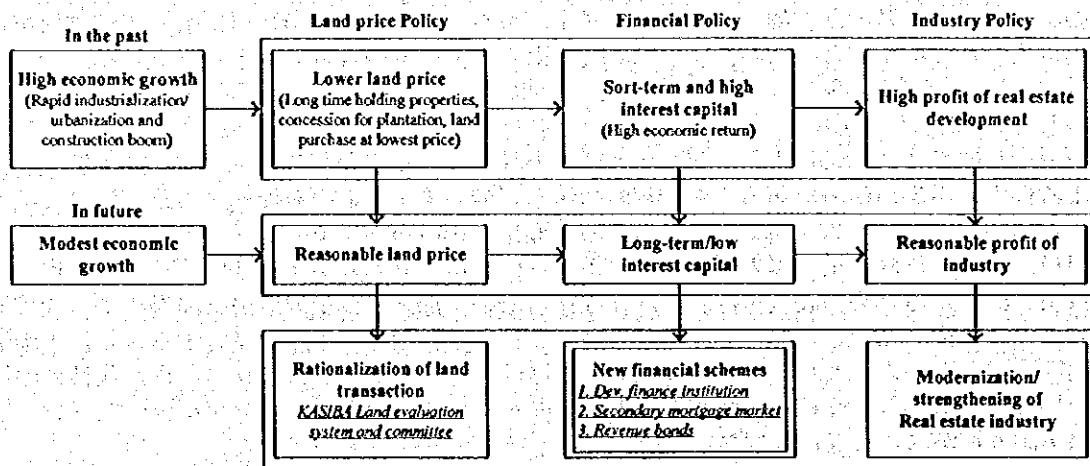 Land price Policy
Financial Policy
Industry Policy
In the past
High economic growth
(Rapid industrialization/
urbanization and
construction boom)
Lower land price
(Long time holding properties,
concession for plantation, land
purchase at lowest price)
Sort-term and high
interest capital
(High economic return)
High profit of real estate
development
In future
Modest economic
growth
Reasonable land price
Long-term/low
interest capital
Reasonable profit of
industry
Rationalization of land
transaction
KASIBA Land evaluation
system and committee
New financial schemes
1. Dev. finance institution
2. Secondary mortgage market
3. Revenue bonds
Modernization/
strengthening of
Real estate industry